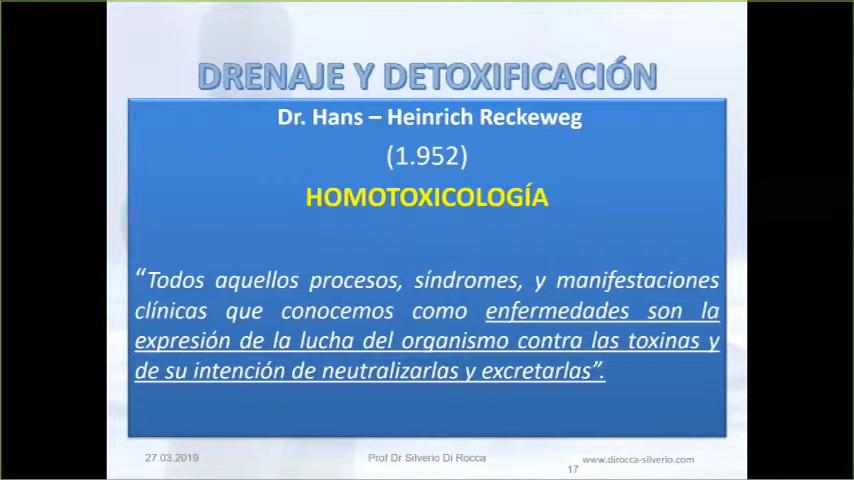 DRENAJE Y DETOXIFICACIÓN
Dr. Hans – Heinrich Reckeweg
(1.952)
HOMOTOXICOLOGÍA
“Todos aquellos procesos, síndromes, y manifestaciones
clínicas que conocemos como enfermedades son la
expresión de la lucha del organismo contra las toxinas y
de su intención de neutralizarlas y excretarlas”.
27.03.2019
Prof Dr Silverio Di Rocca
www.dirocca-silverio.com
17